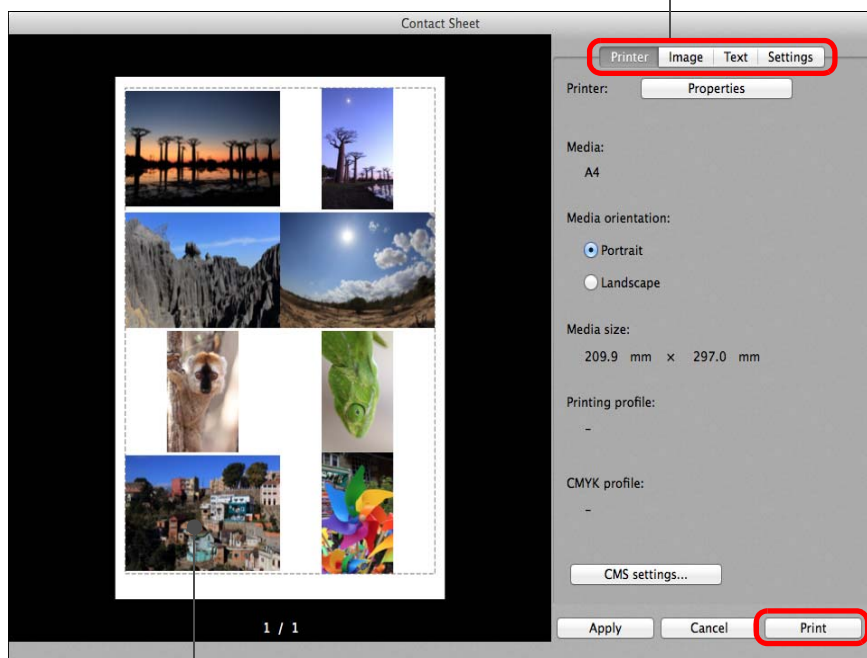 Contact Sheet
Printer Image Text Settings
Printer: Properties
Media:
A4
Media orientation:
Portrait
Landscape
Media size:
209.9 mm × 297.0 mm
Printing profile:
–
CMYK profile:
–
CMS settings...
1 / 1
Apply Cancel Print